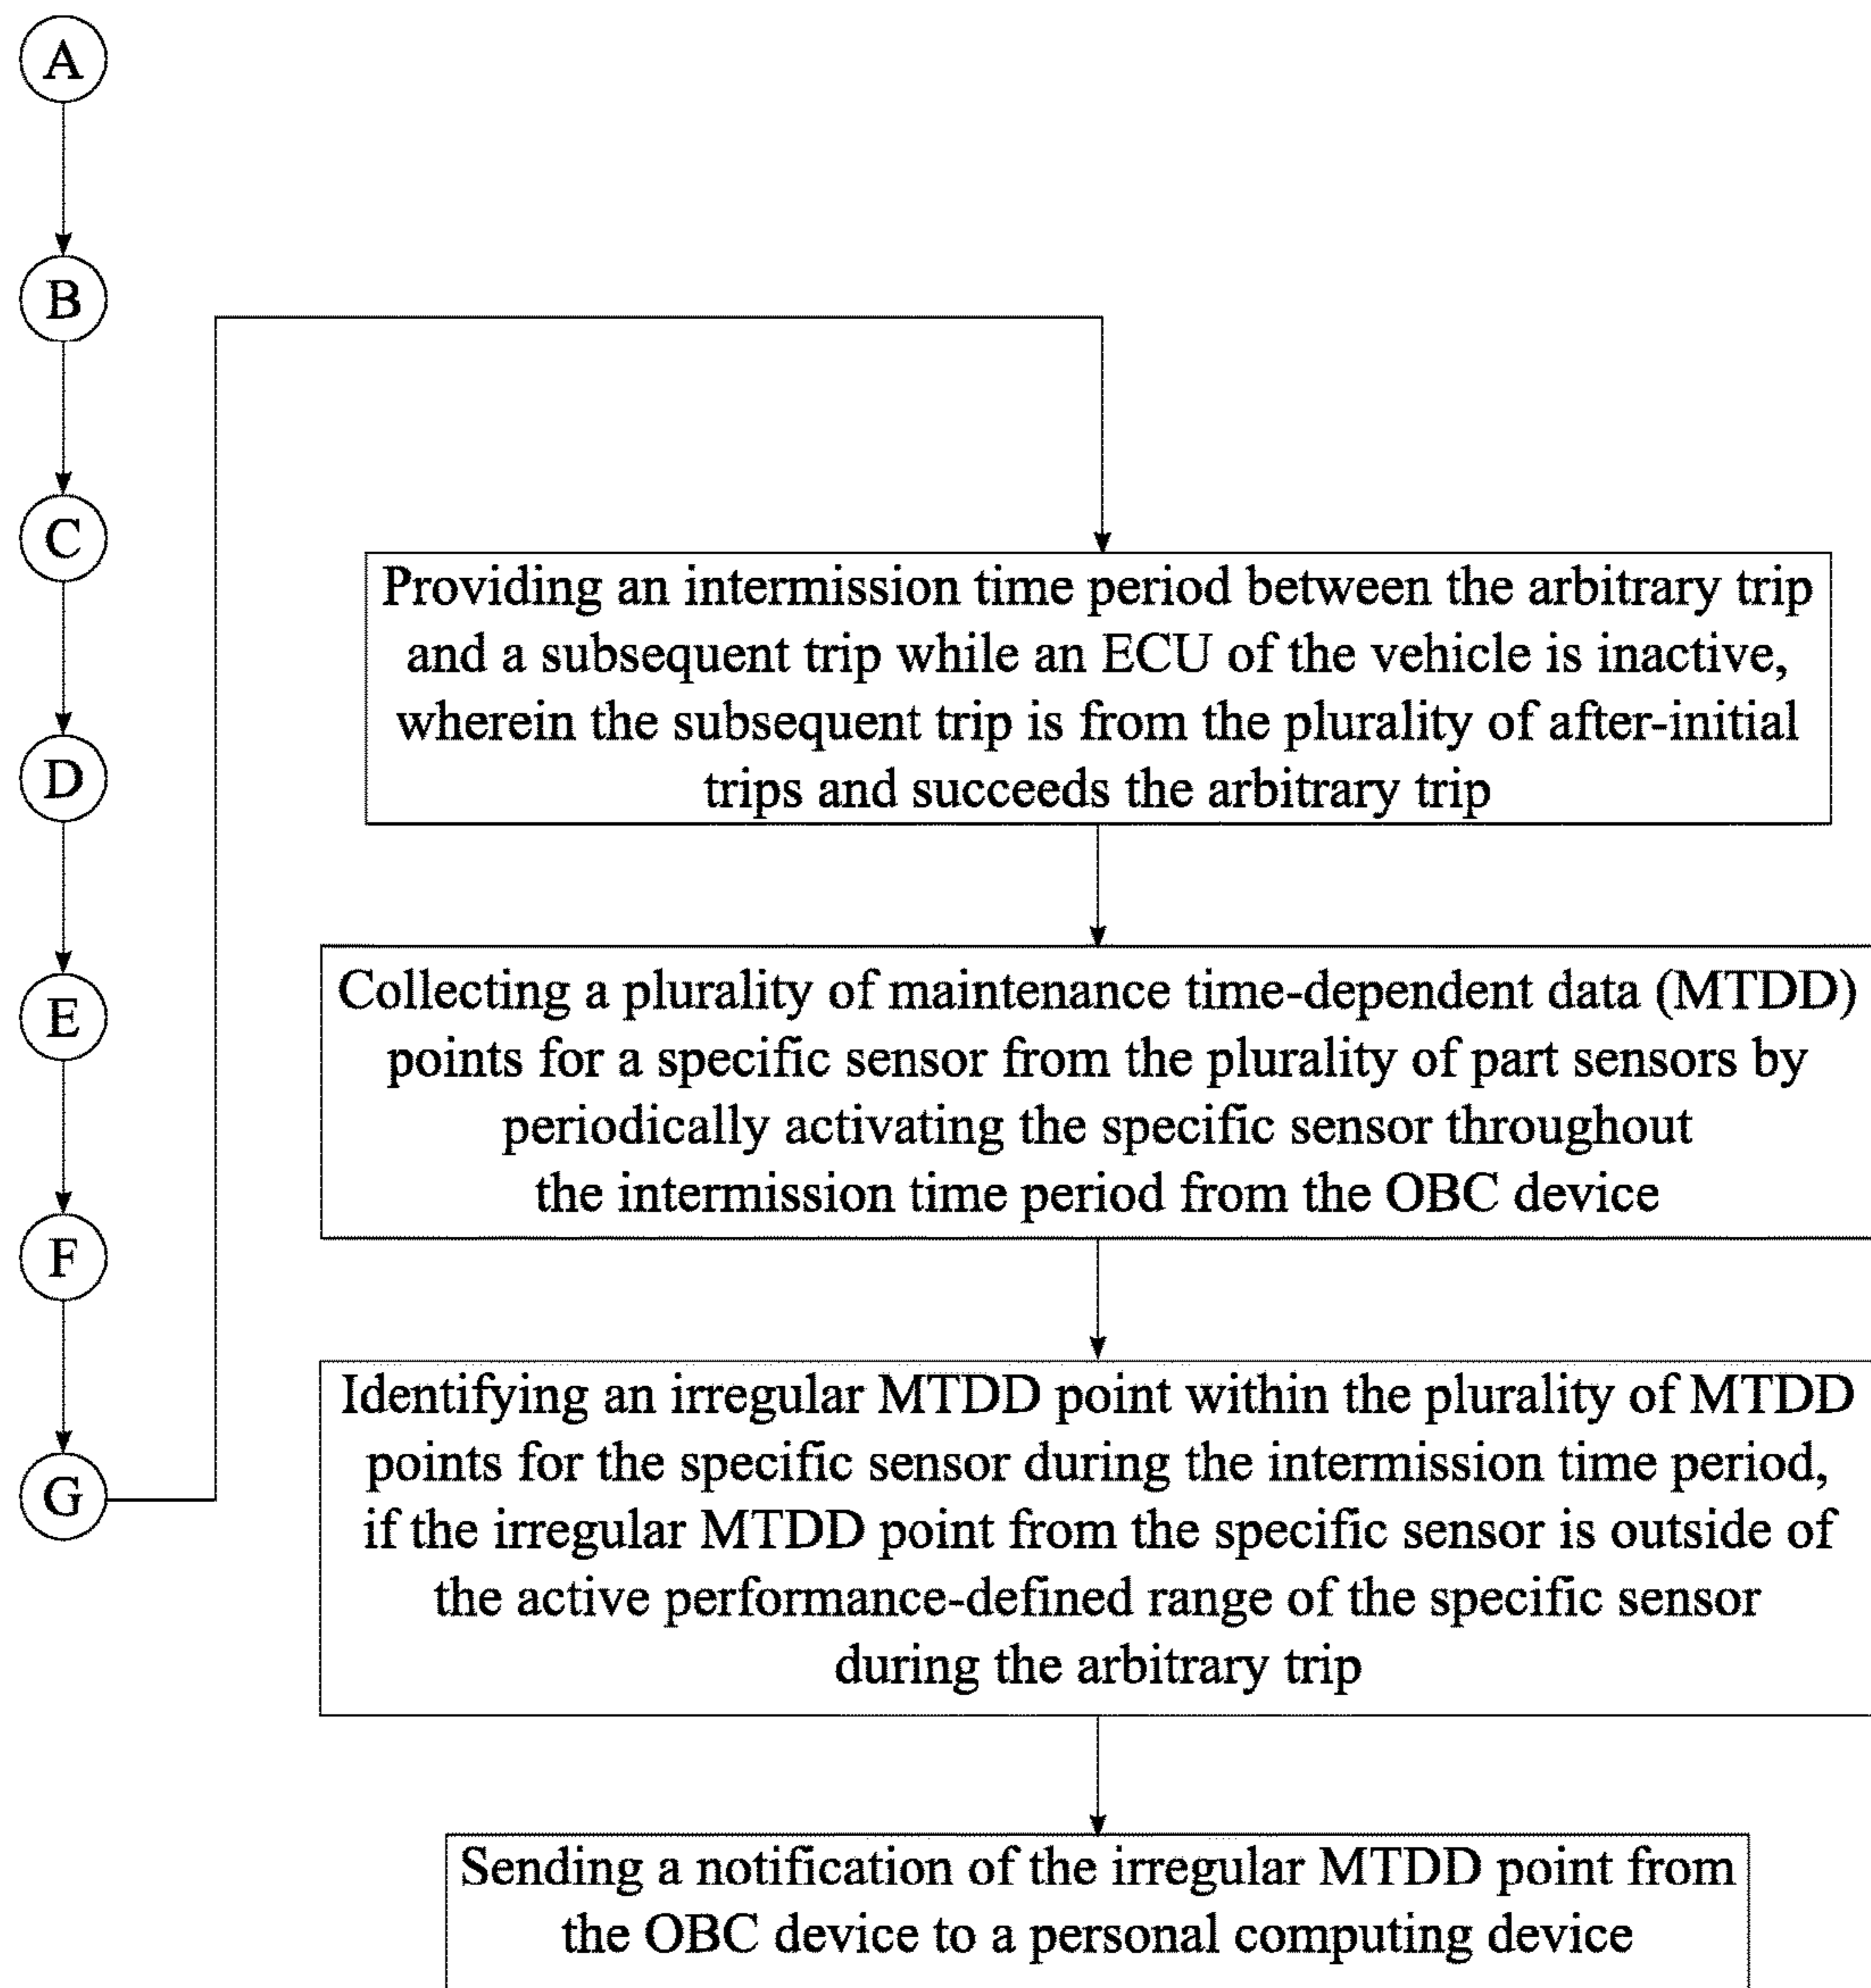 A
B
C
D
E
F
G
Providing an intermission time period between the arbitrary trip
and a subsequent trip while an ECU of the vehicle is inactive,
wherein the subsequent trip is from the plurality of after-initial
trips and succeeds the arbitrary trip
Collecting a plurality of maintenance time-dependent data (MTDD)
points for a specific sensor from the plurality of part sensors by
periodically activating the specific sensor throughout
the intermission time period from the OBC device
Identifying an irregular MTDD point within the plurality of MTDD
points for the specific sensor during the intermission time period,
if the irregular MTDD point from the specific sensor is outside of
the active performance-defined range of the specific sensor
during the arbitrary trip
Sending a notification of the irregular MTDD point from
the OBC device to a personal computing device